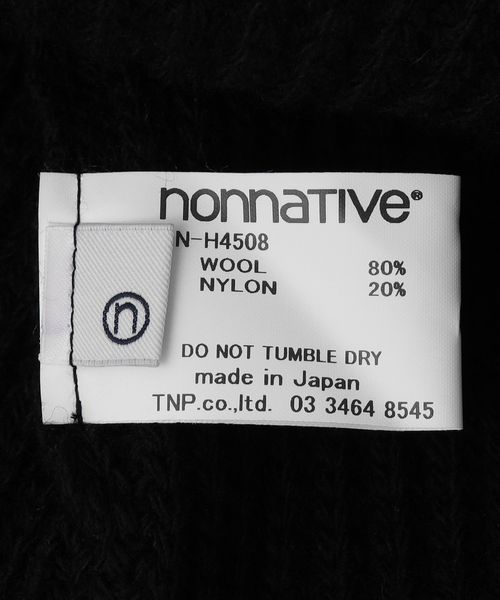 nonnative®
N-H4508
WOOL 80%
NYLON 20%
n
DO NOT TUMBLE DRY
made in Japan
TNP.co.,ltd. 03 3464 8545